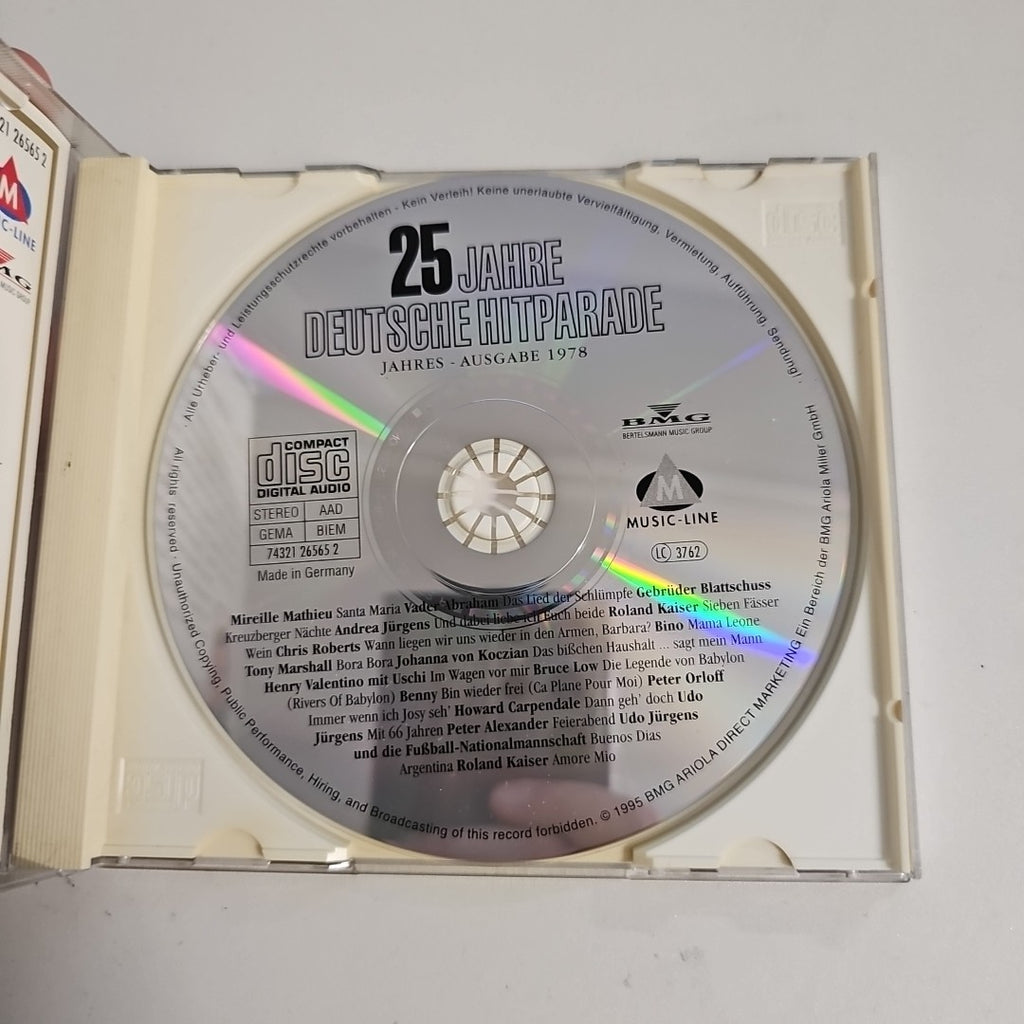 21 26565 2
M
C-LINE
MG
MUSIC GROUP
Alle Urheber- und Leistungsschutzrechte vorbehalten - Kein Verleih! Keine unerlaubte Vervielfältigung, Vermietung, Aufführung, Sendung! ·
25 JAHRE
DEUTSCHE HITPARADE
JAHRES - AUSGABE 1978
COMPACT
disc
DIGITAL AUDIO
STEREO AAD
GEMA BIEM
74321 26565 2
Made in Germany
BMG
BERTELSMANN MUSIC GROUP
M
MUSIC-LINE
LC 3762
Mireille Mathieu Santa Maria Vader Abraham Das Lied der Schlümpfe Gebrüder Blattschuss
Kreuzberger Nächte Andrea Jürgens Und dabei liebe ich Euch beide Roland Kaiser Sieben Fässer
Wein Chris Roberts Wann liegen wir uns wieder in den Armen, Barbara? Bino Mama Leone
Tony Marshall Bora Bora Johanna von Koczian Das bißchen Haushalt ... sagt mein Mann
Henry Valentino mit Uschi Im Wagen vor mir Bruce Low Die Legende von Babylon
(Rivers Of Babylon) Benny Bin wieder frei (Ca Plane Pour Moi) Peter Orloff
Immer wenn ich Josy seh' Howard Carpendale Dann geh' doch Udo
Jürgens Mit 66 Jahren Peter Alexander Feierabend Udo Jürgens
und die Fußball-Nationalmannschaft Buenos Dias
Argentina Roland Kaiser Amore Mio
All rights reserved · Unauthorized Copying, Public Performance, Hiring, and Broadcasting of this record forbidden. © 1995 BMG ARIOLA DIRECT MARKETING Ein Bereich der BMG Ariola Miller GmbH
disc
disc